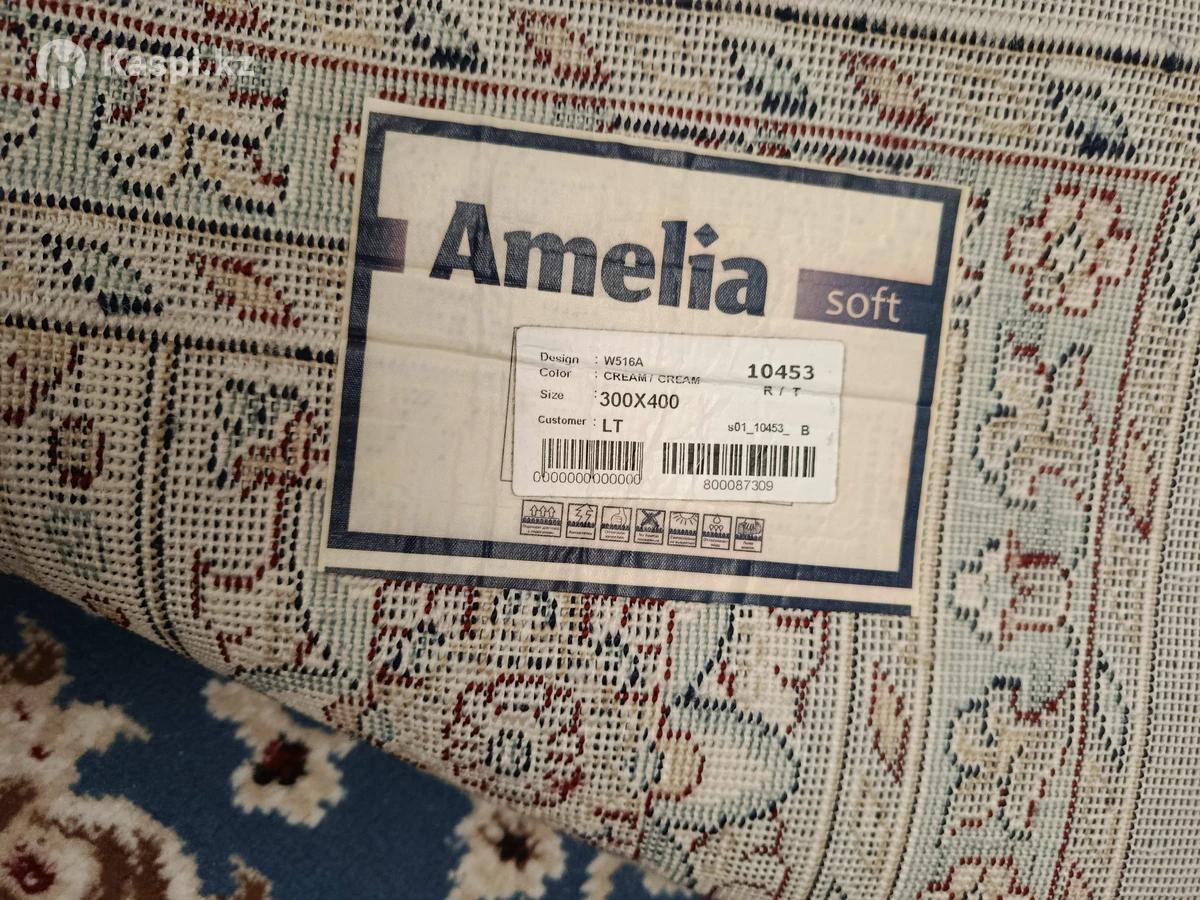 Kaspi.kz
Amelia
soft
Design : W516A
10453
Color : CREAM / CREAM
R / T
Size : 300X400
Customer : LT
s01_10453_ B
0000000000000
800087309